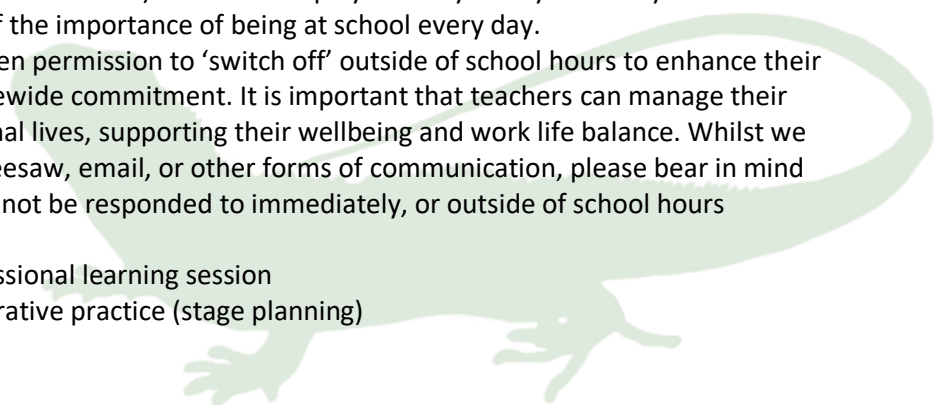 f the importance of being at school every day.
en permission to ‘switch off’ outside of school hours to enhance their
ewide commitment. It is important that teachers can manage their
nal lives, supporting their wellbeing and work life balance. Whilst we
eesaw, email, or other forms of communication, please bear in mind
not be responded to immediately, or outside of school hours
ssional learning session
rative practice (stage planning)